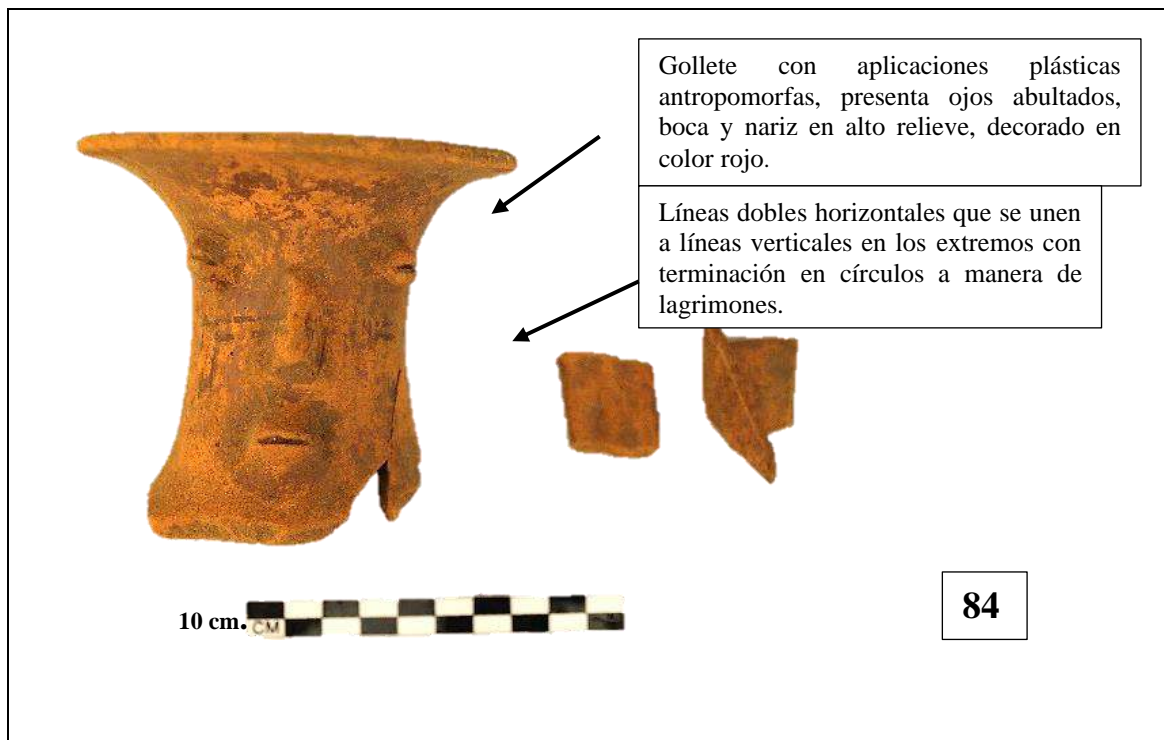 Gollete con aplicaciones plásticas
antropomorfas, presenta ojos abultados,
boca y nariz en alto relieve, decorado en
color rojo.
Líneas dobles horizontales que se unen
a líneas verticales en los extremos con
terminación en círculos a manera de
lagrimones.
10 cm.
CM
84